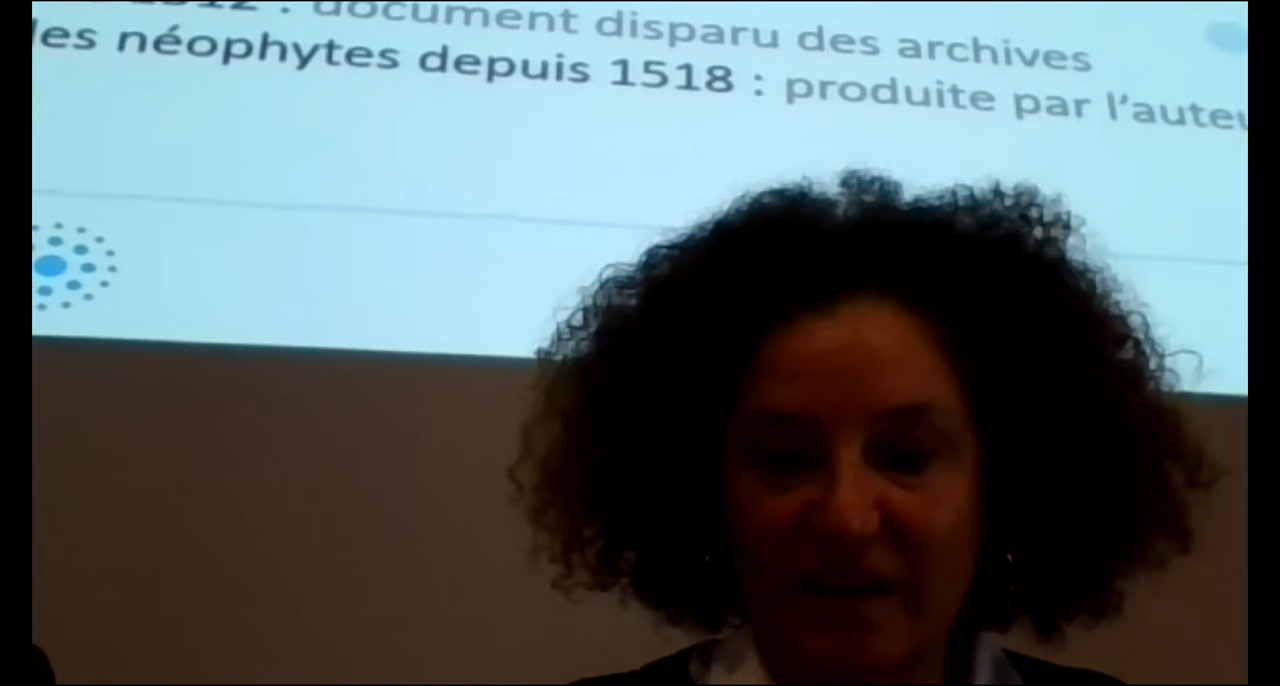 : document disparu des archives
les néophytes depuis 1518 : produite par l'auteu